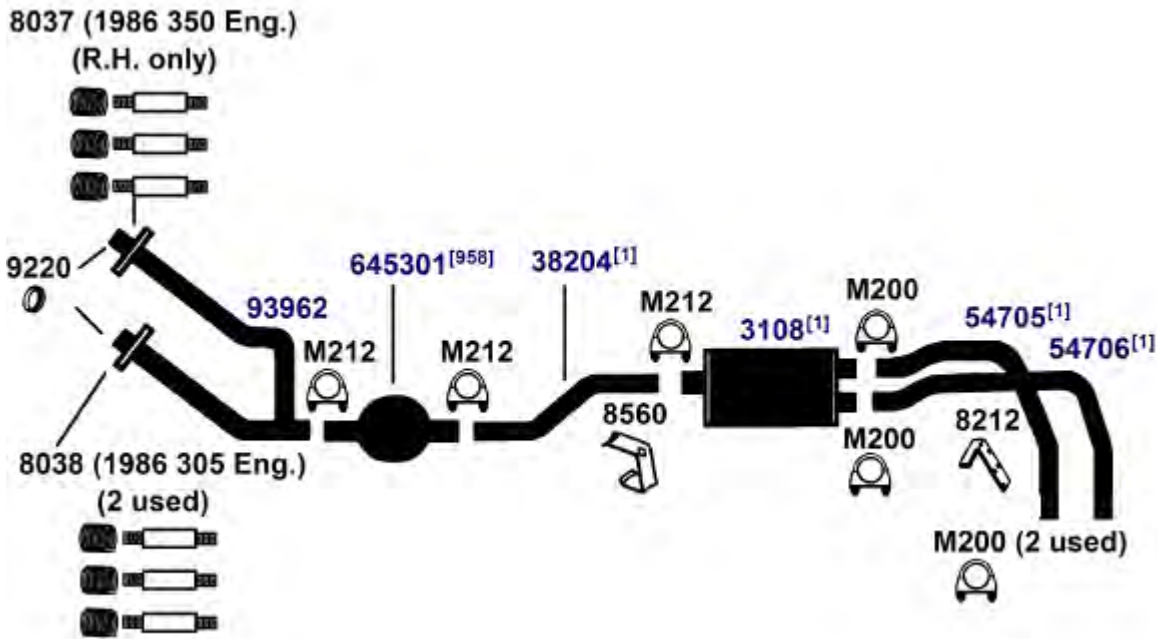 8037 (1986 350 Eng.)
(R.H. only)
9220
93962
645301[958]
38204[1]
M212
M212
M212
3108[1]
M200
54705[1]
54706[1]
8560
M200
8212
8038 (1986 305 Eng.)
(2 used)
M200 (2 used)